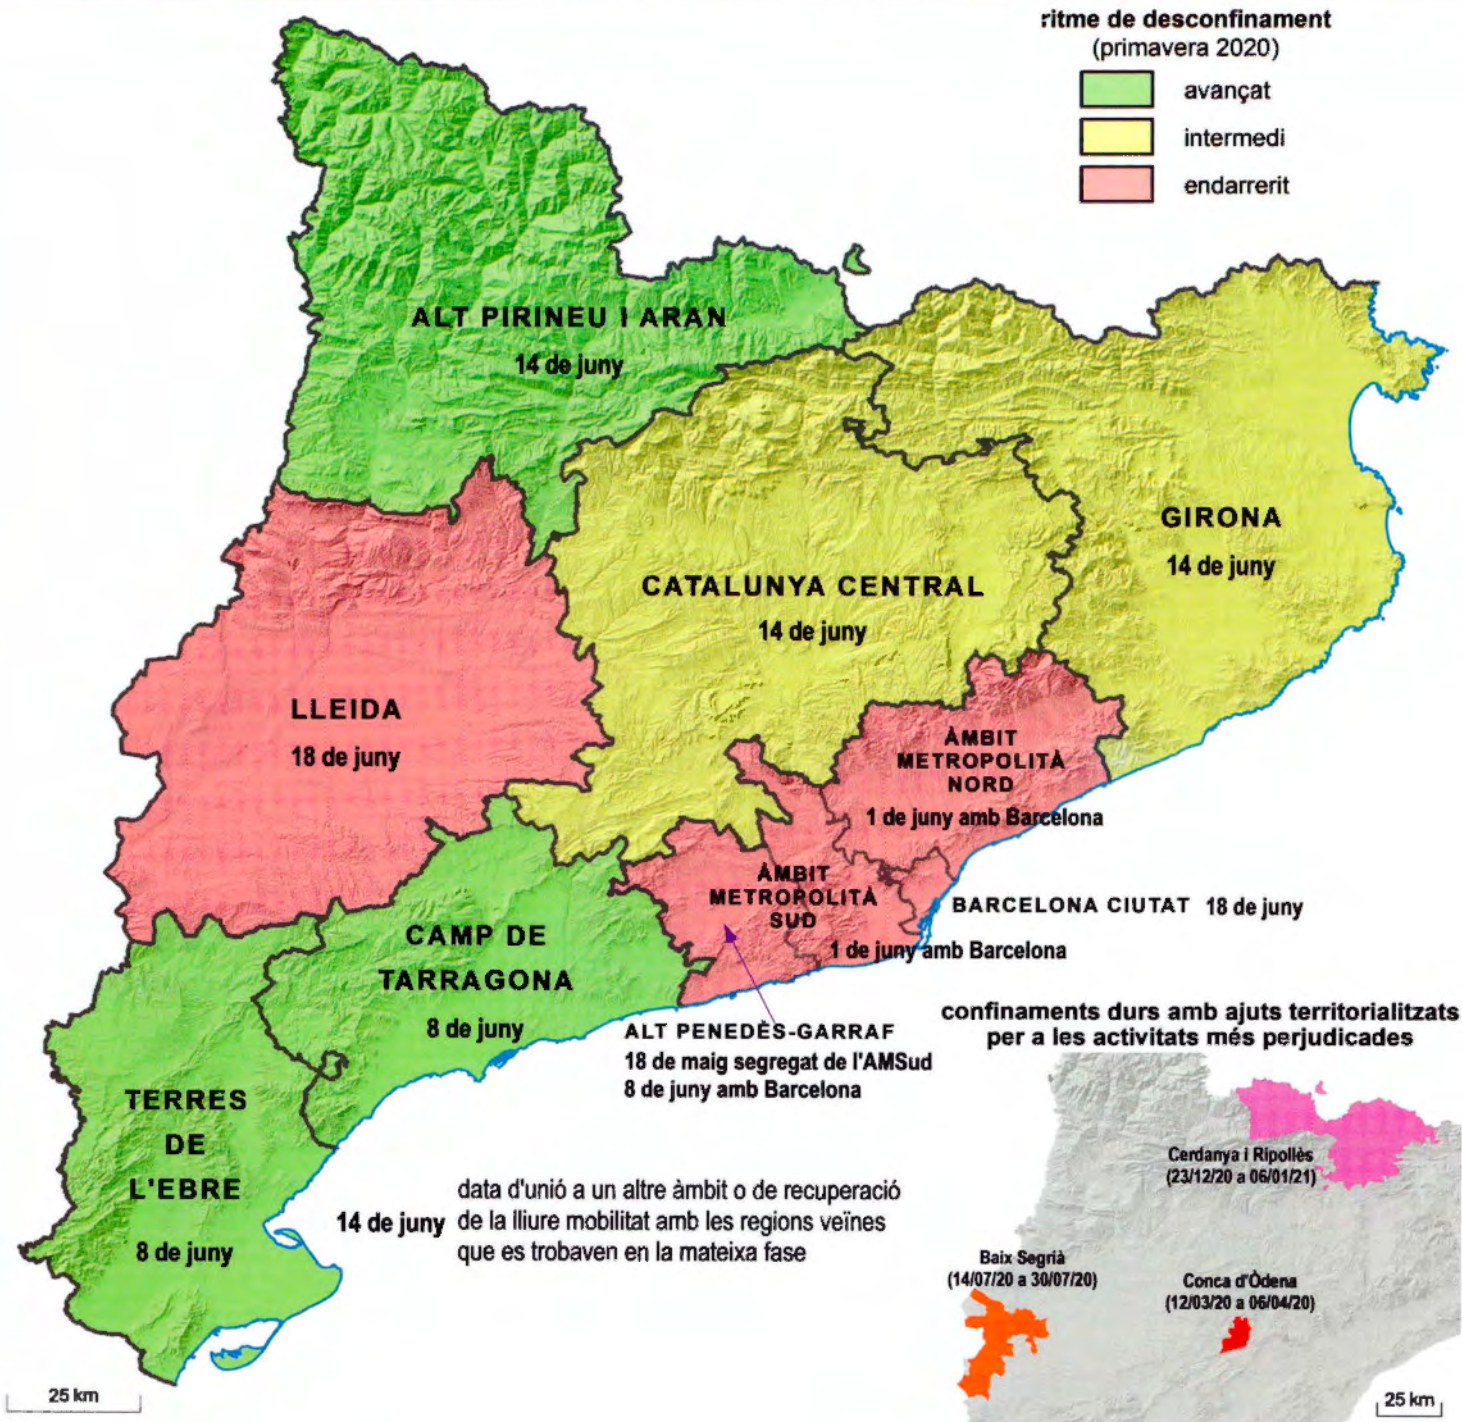 ritme de desconfinament
(primavera 2020)
avançat
intermedi
endarrerit
ALT PIRINEU I ARAN
14 de juny
GIRONA
14 de juny
CATALUNYA CENTRAL
14 de juny
LLEIDA
18 de juny
ÀMBIT
METROPOLITÀ
NORD
1 de juny amb Barcelona
ÀMBIT
METROPOLITÀ
SUD
1 de juny amb Barcelona
BARCELONA CIUTAT 18 de juny
CAMP DE
TARRAGONA
8 de juny
ALT PENEDÈS-GARRAF
18 de maig segregat de l'AMSud
8 de juny amb Barcelona
TERRES
DE
L'EBRE
8 de juny
14 de juny
data d'unió a un altre àmbit o de recuperació
de la lliure mobilitat amb les regions veïnes
que es trobaven en la mateixa fase
25 km
confinaments durs amb ajuts territorialitzats
per a les activitats més perjudicades
Cerdanya i Ripollès
(23/12/20 a 06/01/21)
Baix Segrià
(14/07/20 a 30/07/20)
Conca d'Òdena
(12/03/20 a 06/04/20)
25 km